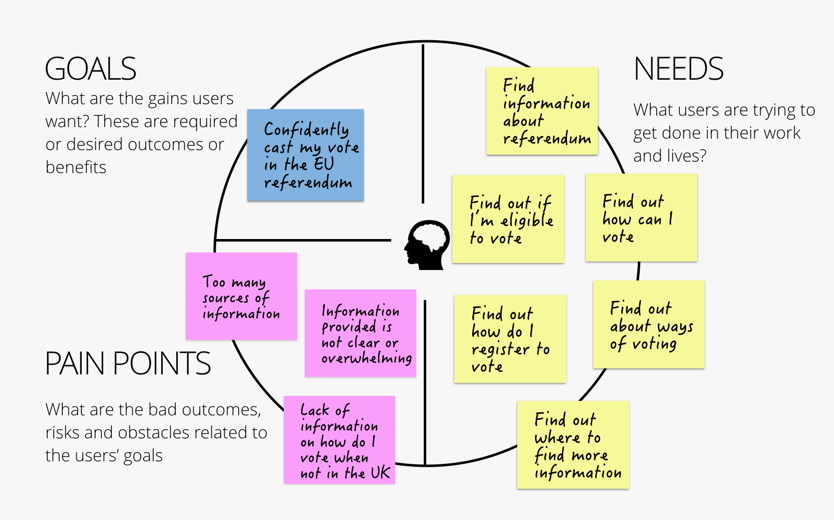 GOALS
What are the gains users
want? These are required
or desired outcomes or
benefits
Confidently
cast my vote
in the EU
referendum
NEEDS
What users are trying to
get done in their work
and lives?
Find
information
about
referendum
Find out if
I'm eligible
to vote
Find out
how can I
vote
Find out
how do I
register to
vote
Find out
about ways
of voting
Find out
where to
find more
information
PAIN POINTS
What are the bad outcomes,
risks and obstacles related to
the users' goals
Too many
sources of
information
Information
provided is
not clear or
overwhelming
Lack of
information
on how do I
vote when
not in the UK